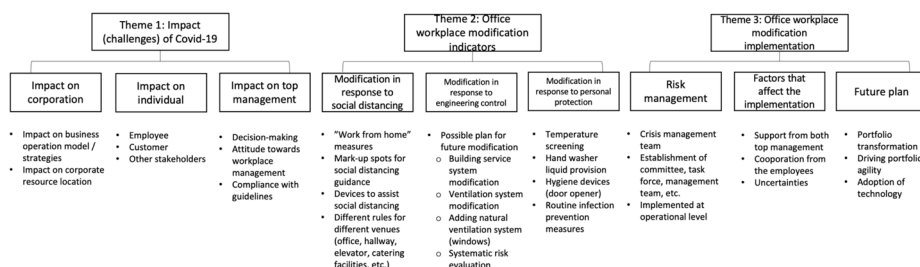 Theme 1: Impact
(challenges) of Covid-19
Theme 2: Office
workplace modification
indicators
Theme 3: Office workplace
modification
implementation
Impact on
corporation
Impact on
individual
Impact on top
management
Modification in
response to
social distancing
Modification in
response to
engineering control
Modification in
response to personal
protection
Risk
management
Factors that
affect the
implementation
Future plan
• Impact on business
operation model /
strategies
• Impact on corporate
resource location
• Employee
• Customer
• Other stakeholders
• Decision-making
• Attitude towards
workplace
management
• Compliance with
guidelines
• "Work from home"
measures
• Mark-up spots for
social distancing
guidance
• Devices to assist
social distancing
• Different rules for
different venues
(office, hallway,
elevator, catering
facilities, etc.)
• Possible plan for
future modification
o Building service
system
modification
o Ventilation system
modification
o Adding natural
ventilation system
(windows)
o Systematic risk
evaluation
• Temperature
screening
• Hand washer
liquid provision
• Hygiene devices
(door opener)
• Routine infection
prevention
measures
• Crisis management
team
• Establishment of
committee, task
force, management
team, etc.
• Implemented at
operational level
• Support from both
top management
• Cooporation from
the employees
• Uncertainties
• Portfolio
transformation
• Driving portfolio
agility
• Adoption of
technology